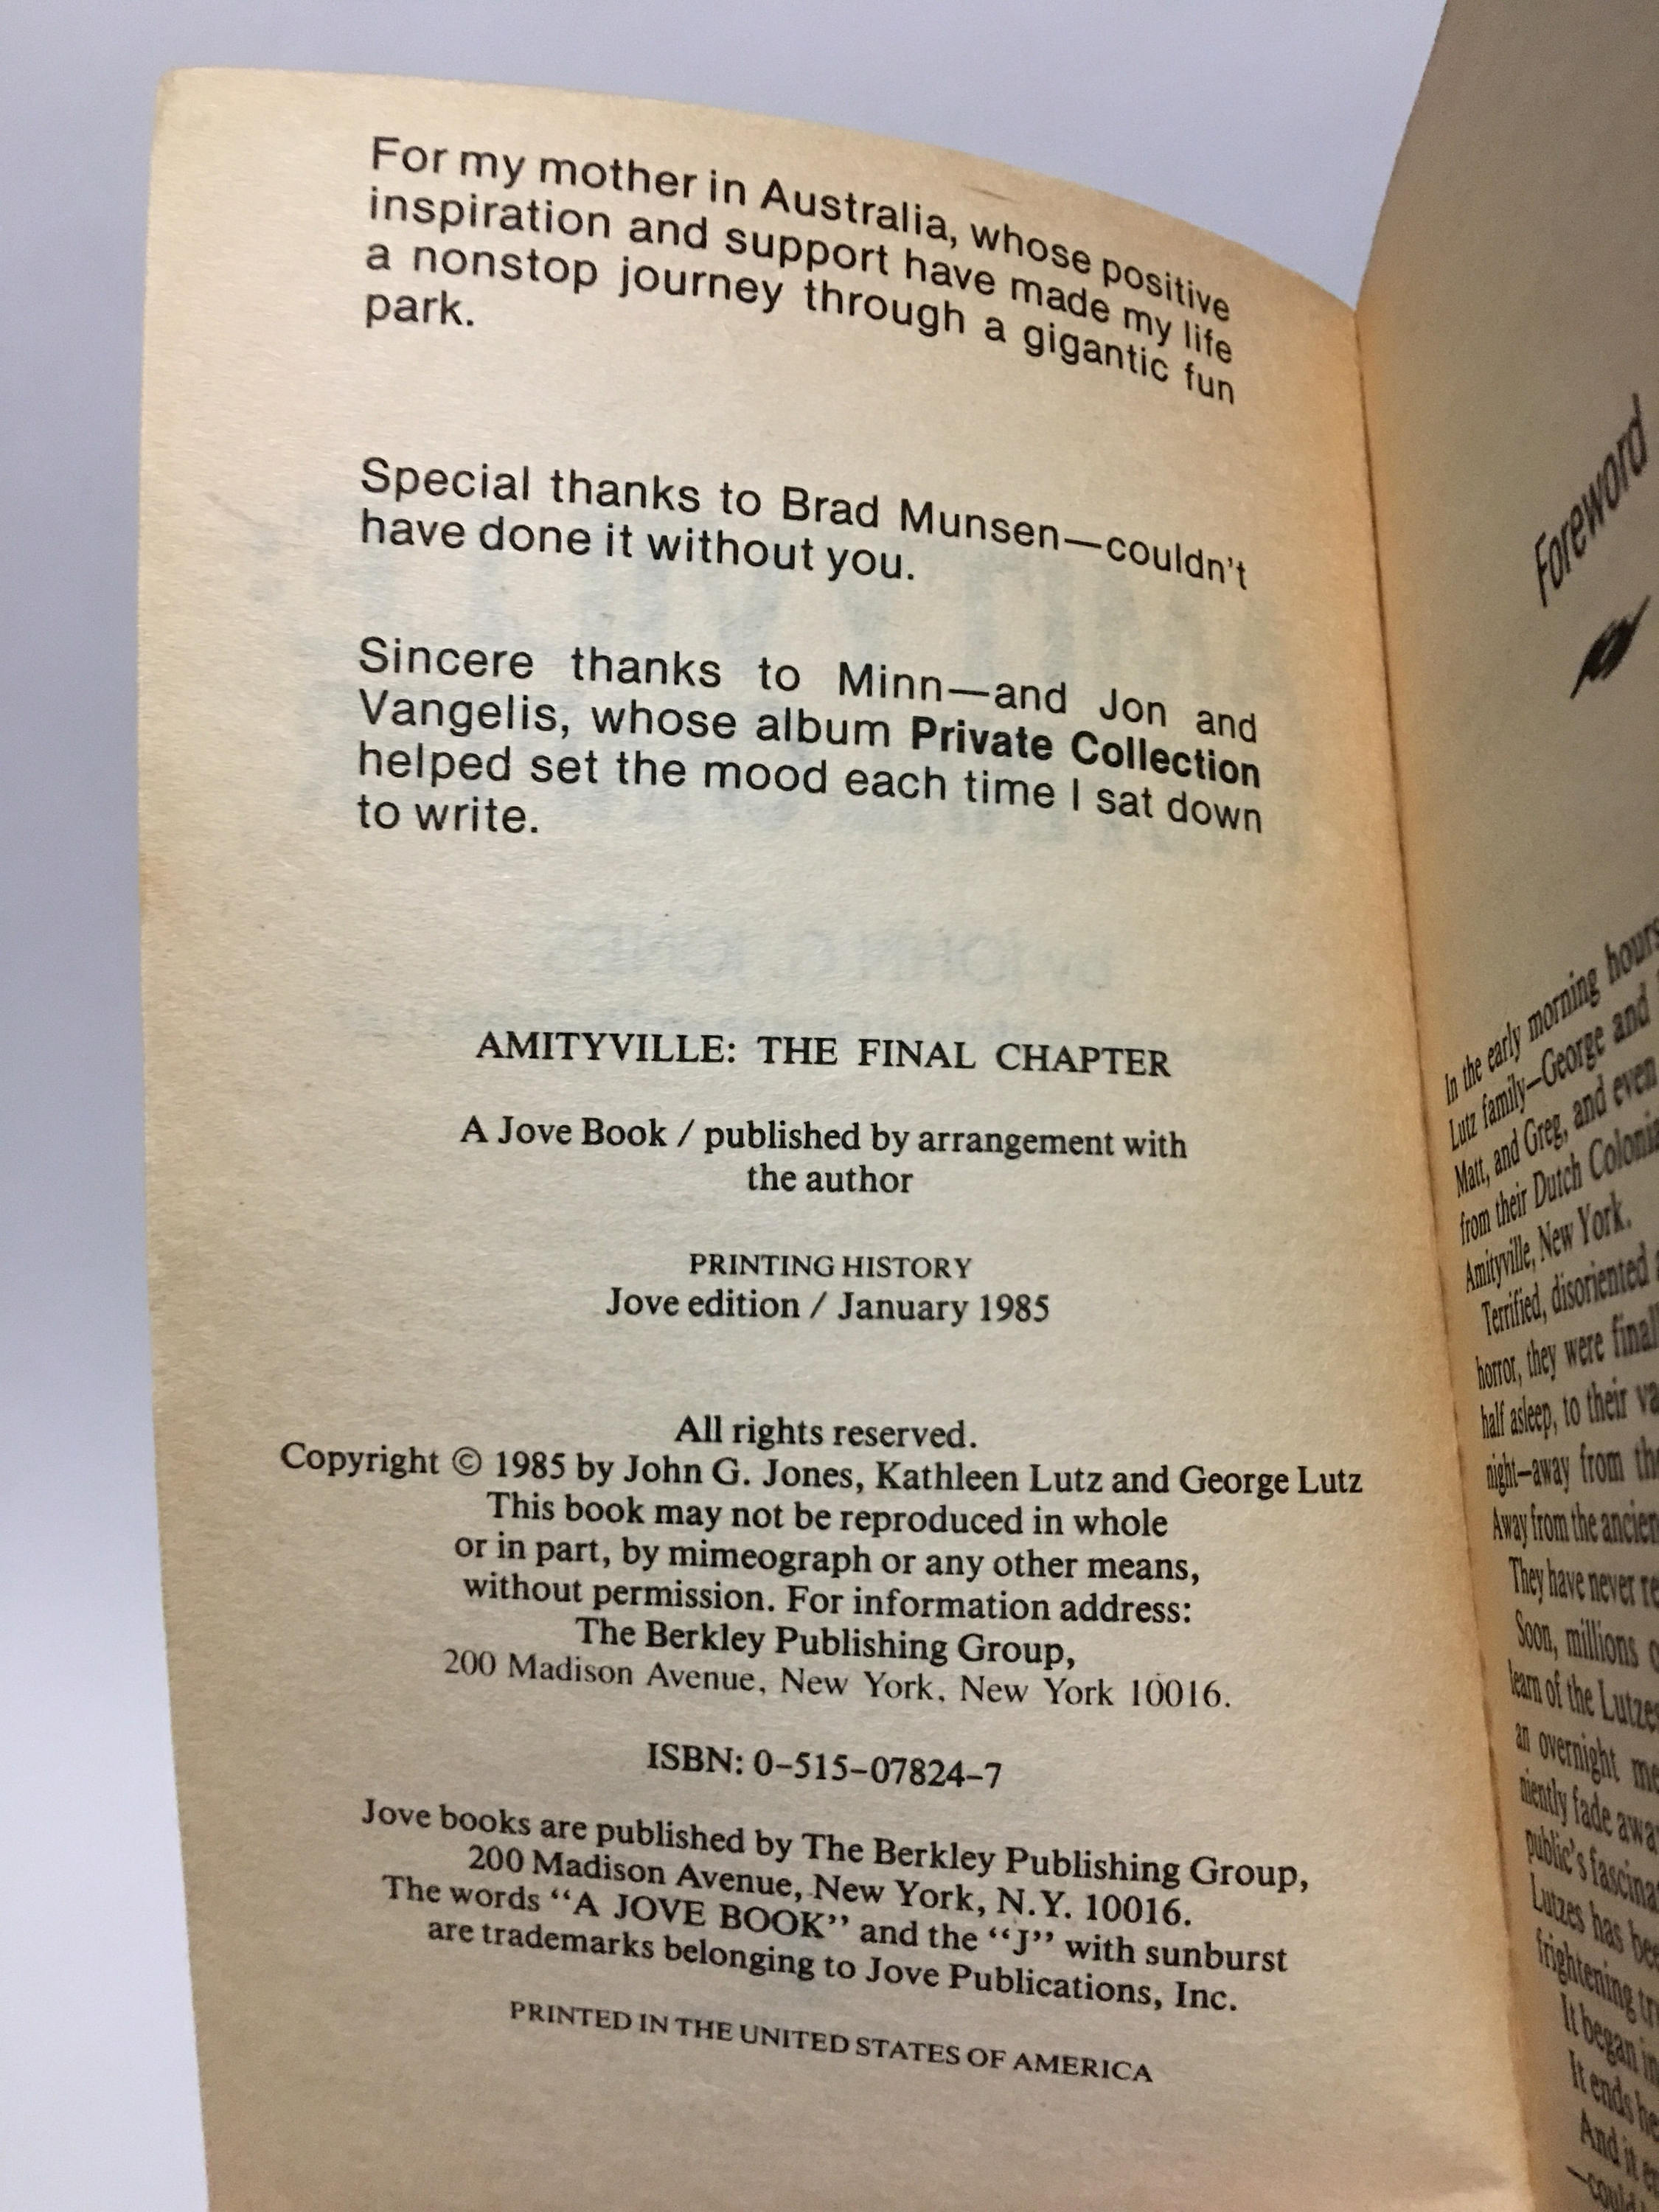 For my mother in Australia, whose positive
inspiration and support have made my life
a nonstop journey through a gigantic fun
park.
Special thanks to Brad Munsen—couldn't
have done it without you.
Sincere thanks to Minn—and Jon and
Vangelis, whose album Private Collection
helped set the mood each time I sat down
to write.
AMITYVILLE: THE FINAL CHAPTER
A Jove Book / published by arrangement with
the author
PRINTING HISTORY
Jove edition / January 1985
All rights reserved.
Copyright © 1985 by John G. Jones, Kathleen Lutz and George Lutz
This book may not be reproduced in whole
or in part, by mimeograph or any other means,
without permission. For information address:
The Berkley Publishing Group,
200 Madison Avenue, New York, New York 10016.
ISBN: 0-515-07824-7
Jove books are published by The Berkley Publishing Group,
200 Madison Avenue, New York, N.Y. 10016.
The words "A JOVE BOOK" and the "J" with sunburst
are trademarks belonging to Jove Publications, Inc.
PRINTED IN THE UNITED STATES OF AMERICA
Foreword
In the early morning hours
Lutz family—George and
Matt, and Greg, and even
from their Dutch
Amityville, New York.
Terrified, disoriented
horror, they were
half asleep, to their
night—away from
Away from the
They have never
Soon, millions
learn of the
an overnight
fade
public's
Lutzes has
frightening
It began in
It ends
And it